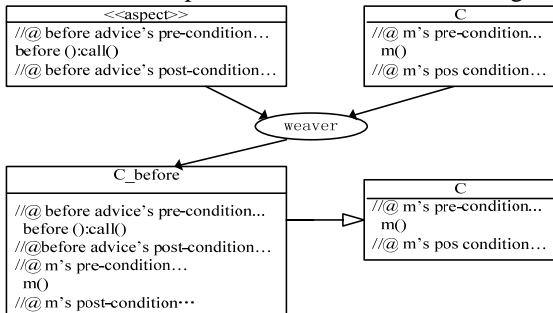 <<aspect>>
//@ before advice's pre-condition…
before ():call()
//@ before advice's post-condition…
C
//@ m's pre-condition...
m()
//@ m's pos condition…
weaver
C_before
//@ before advice's pre-condition...
before ():call()
//@before advice's post-condition…
//@ m's pre-condition…
m()
//@ m's post-condition…
C
//@ m's pre-condition...
m()
//@ m's pos condition…